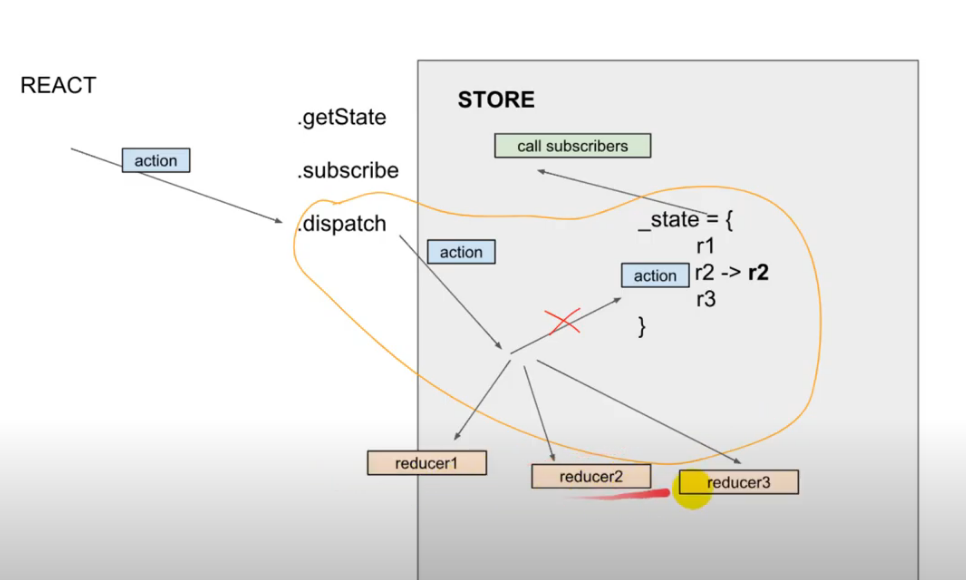 REACT
STORE
.getState
call subscribers
action
.subscribe
.dispatch
_state = {
r1
action
action
r2 -> r2
r3
}
reducer1
reducer2
reducer3